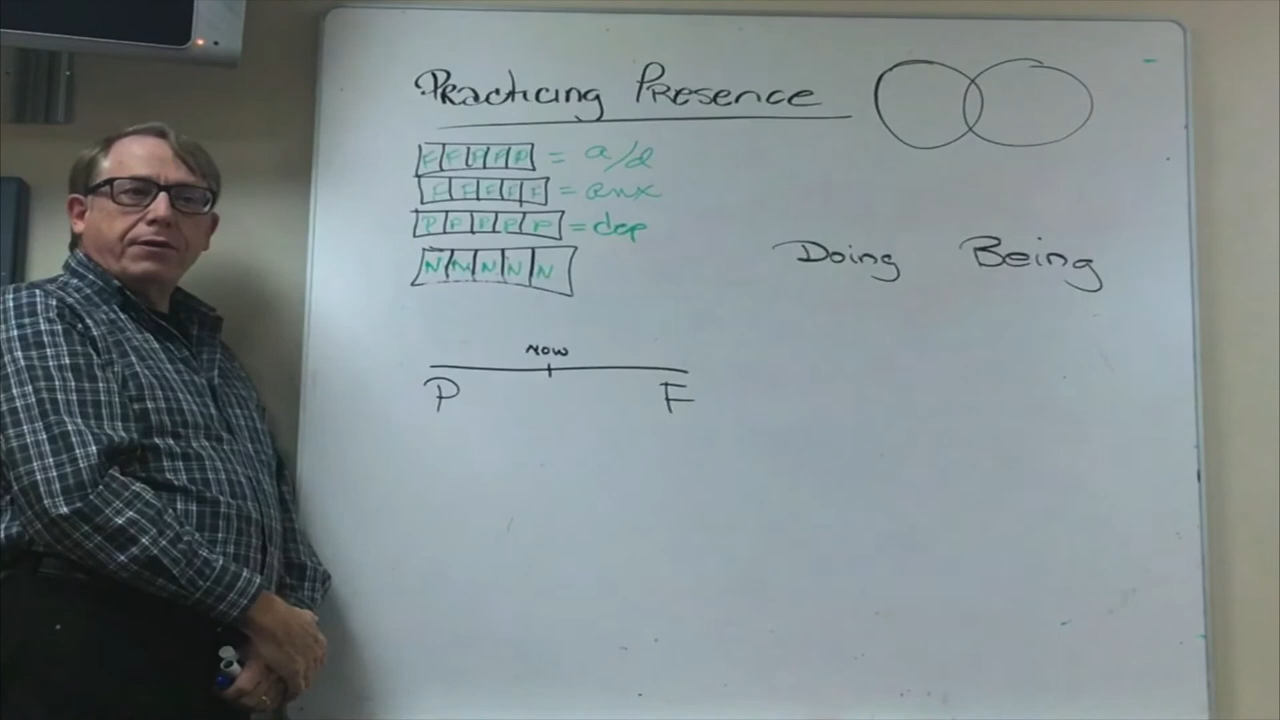 Practicing Presence
F F P P P = a/d
F F F F F = anx
P P P P P = dep
N N N N N
Doing Being
NOW
P F